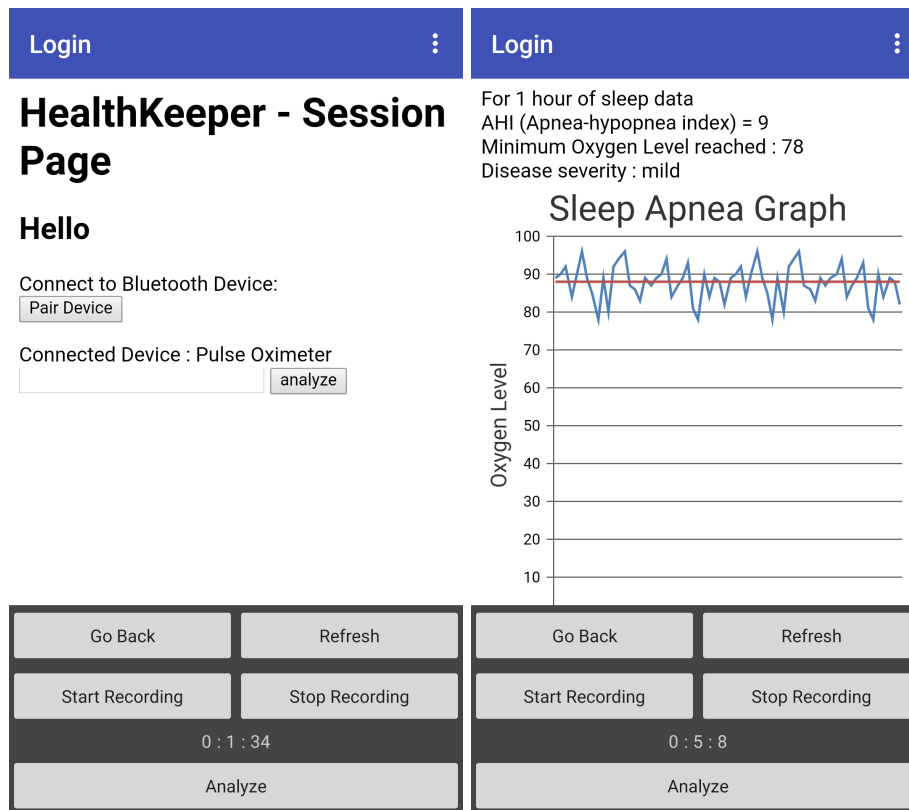 Login
HealthKeeper - Session
Page
Hello
Connect to Bluetooth Device:
Pair Device
Connected Device : Pulse Oximeter
analyze
Go Back
Refresh
Start Recording
Stop Recording
0 : 1 : 34
Analyze
Login
For 1 hour of sleep data
AHI (Apnea-hypopnea index) = 9
Minimum Oxygen Level reached : 78
Disease severity : mild
Sleep Apnea Graph
100
90
80
70
60
50
40
30
20
10
Oxygen Level
Go Back
Refresh
Start Recording
Stop Recording
0 : 5 : 8
Analyze